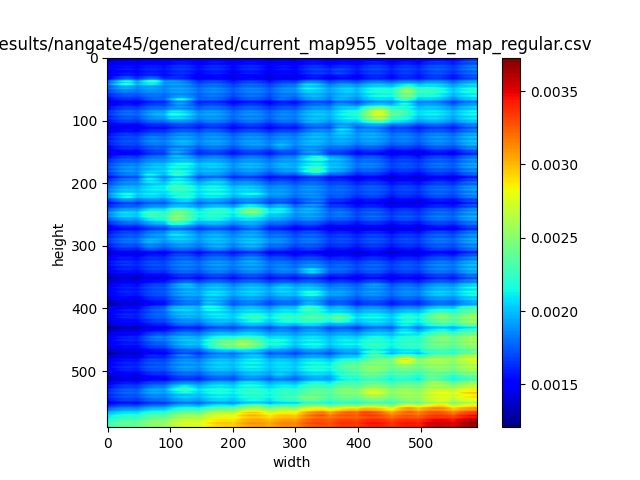 esults/nangate45/generated/current_map955_voltage_map_regular.csv
0
100
200
300
400
500
height
0 100 200 300 400 500
width
0.0035
0.0030
0.0025
0.0020
0.0015